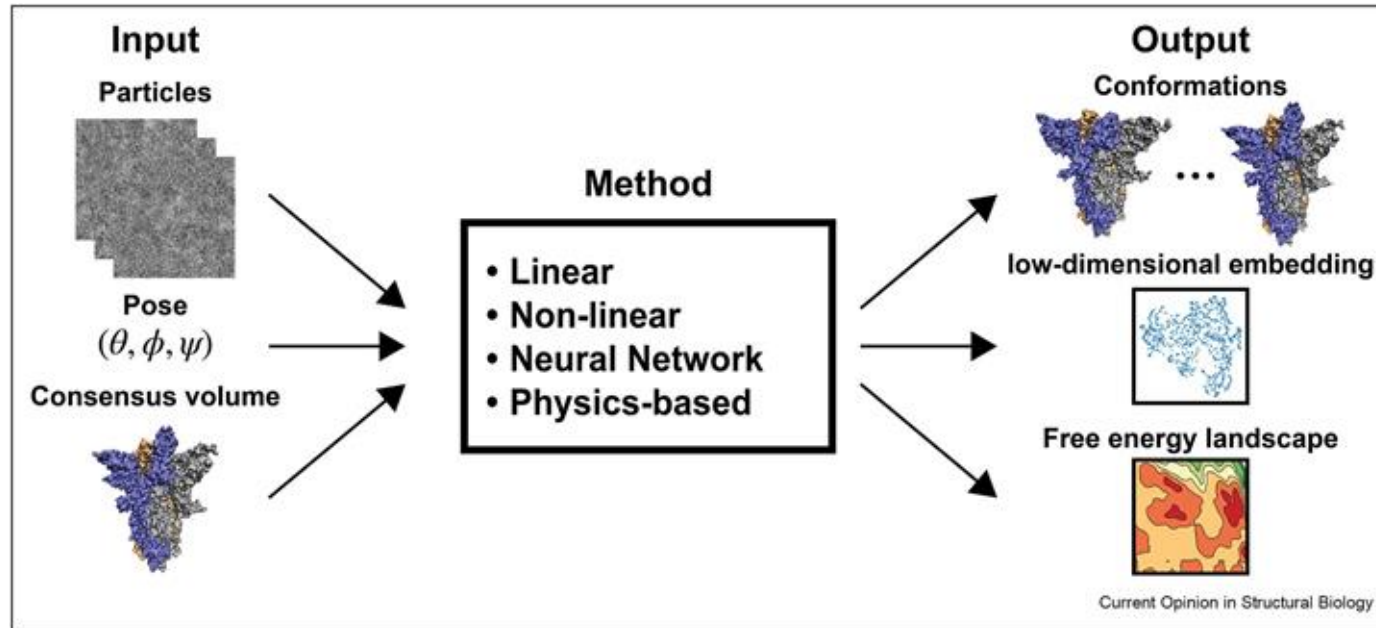 Input
Particles
Pose
(θ, ϕ, ψ)
Consensus volume
Method
• Linear
• Non-linear
• Neural Network
• Physics-based
Output
Conformations
...
low-dimensional embedding
Free energy landscape
Current Opinion in Structural Biology